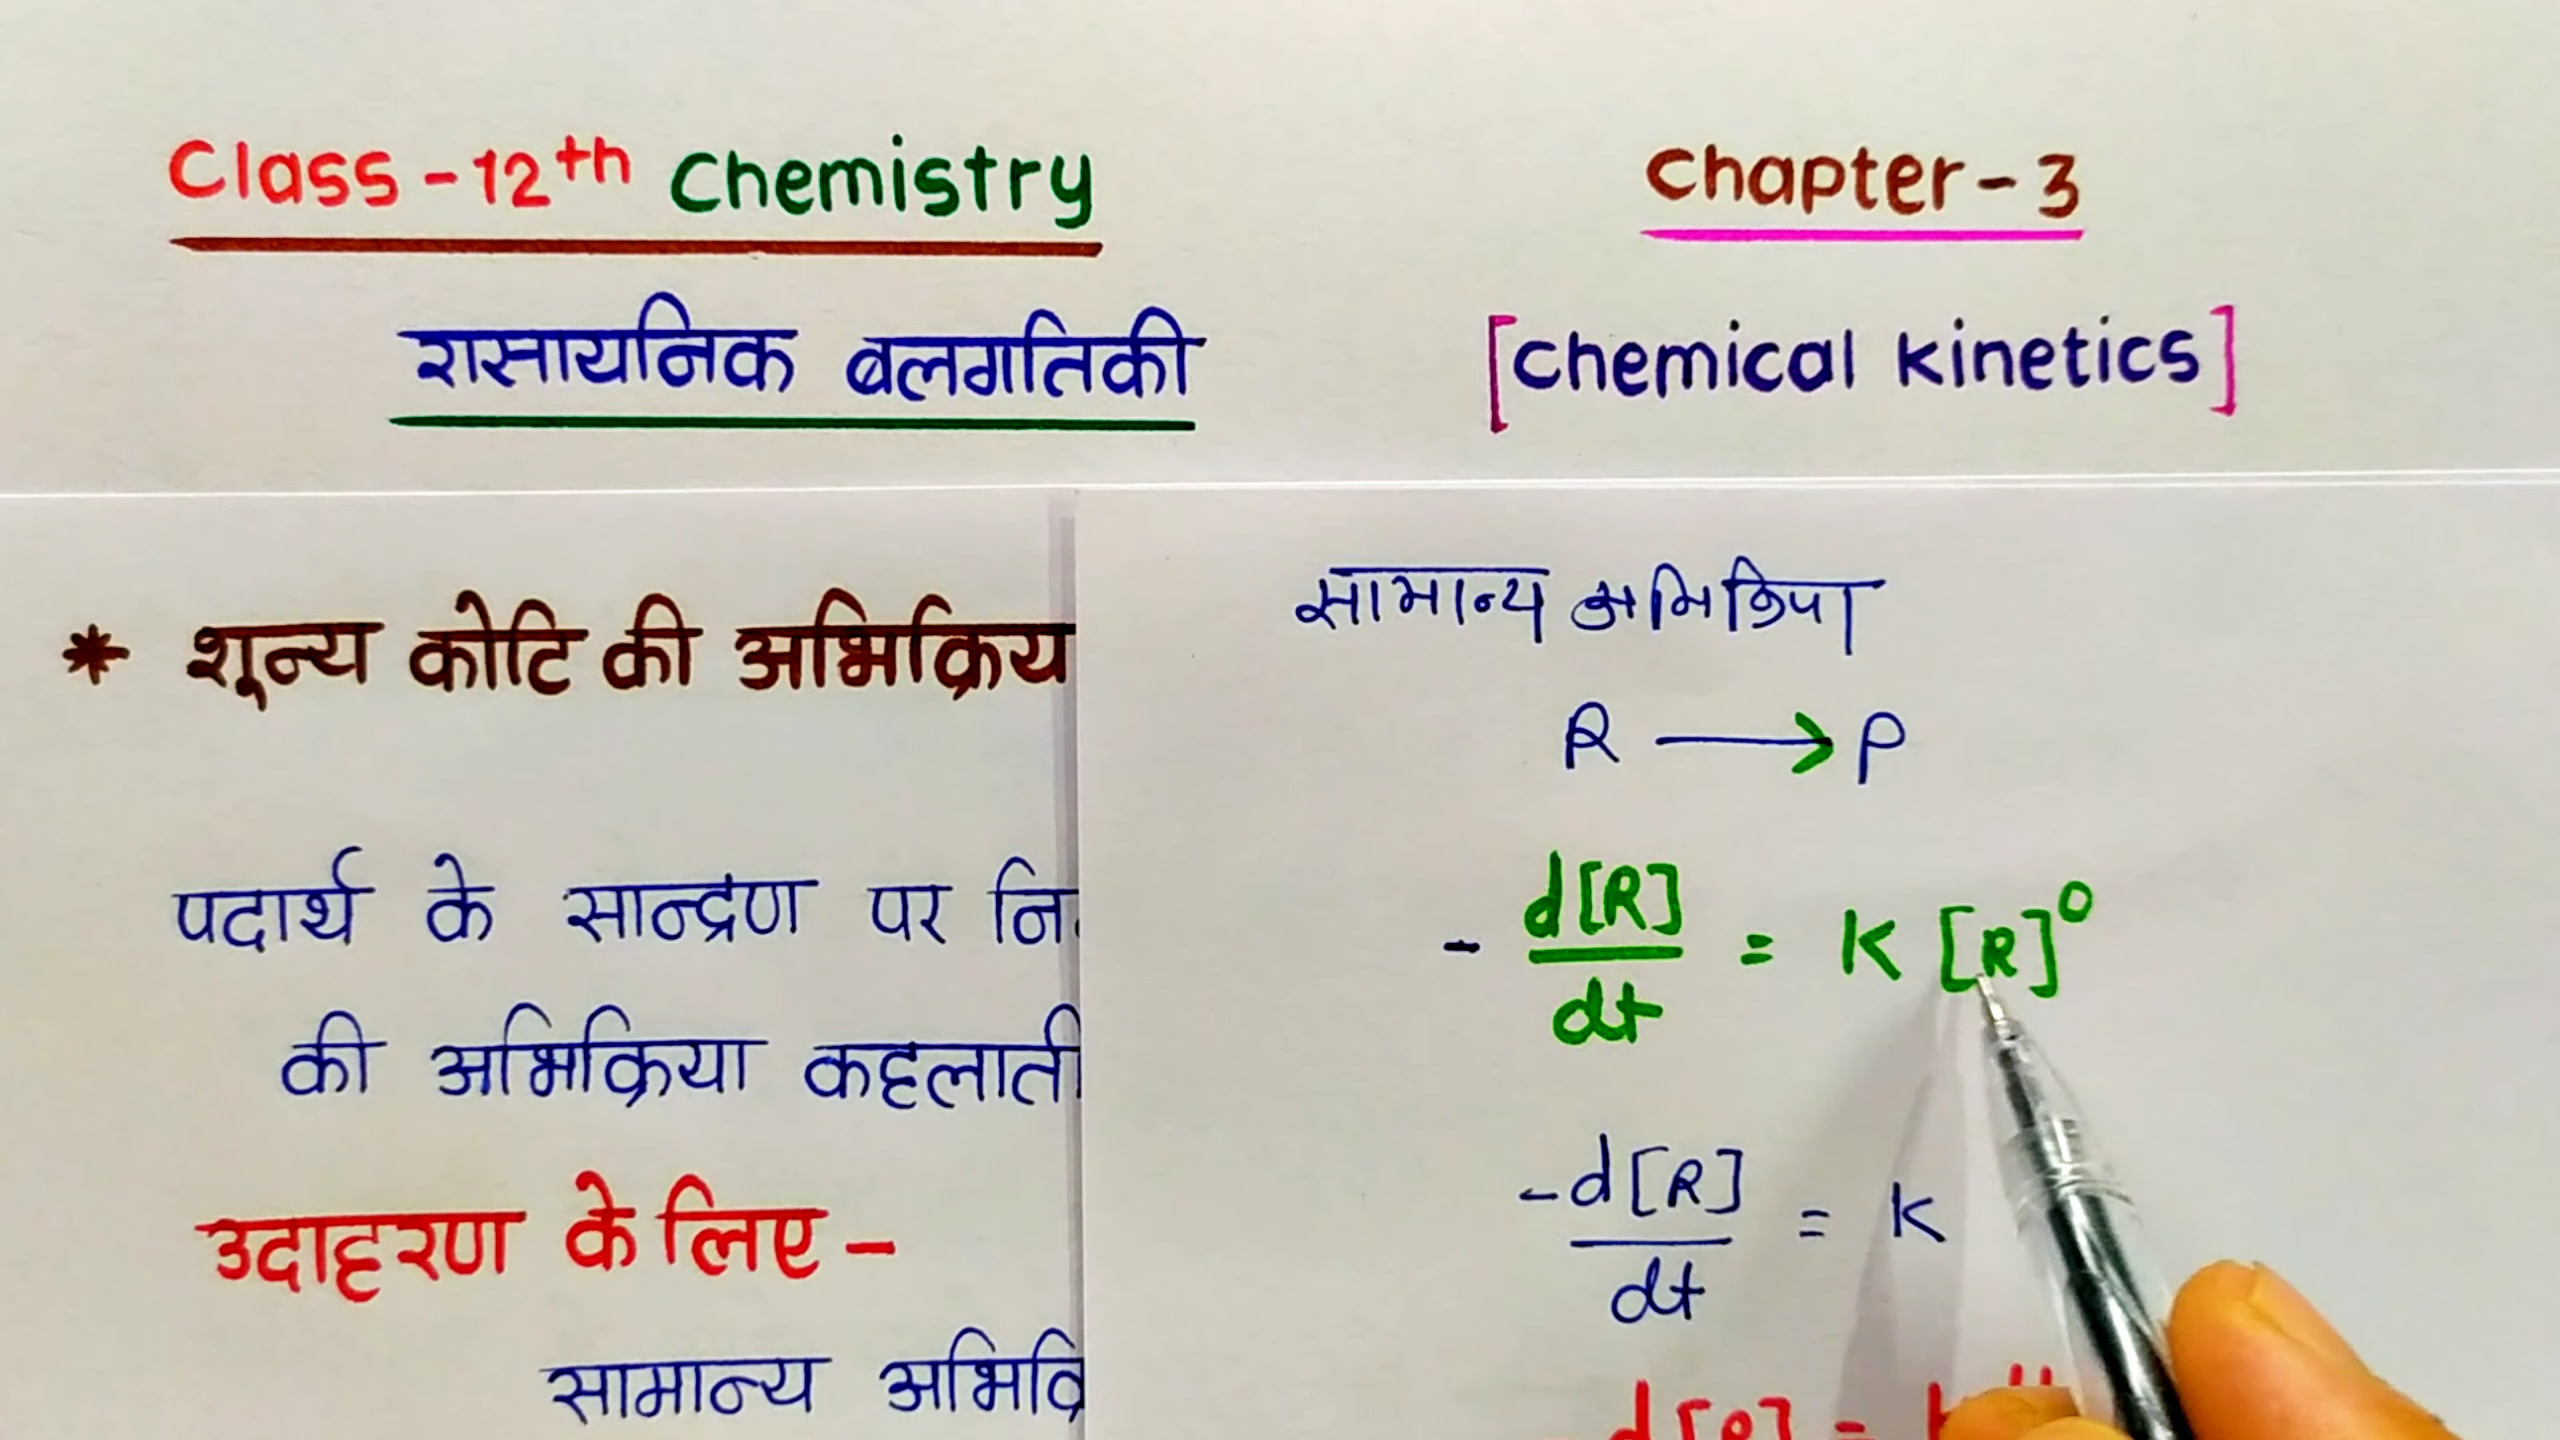 Class-12th Chemistry
Chapter-3
रासायनिक बलगतिकी
[Chemical kinetics]
* शून्य कोटि की अभिक्रिय
पदार्थ के सान्द्रण पर नि
की अभिक्रिया कहलाती
उदाहरण के लिए -
सामान्य अभिक्रि
सामान्य अभिक्रिया
R → P
- d[R]/dt = K [R]⁰
-d[R]/dt = K